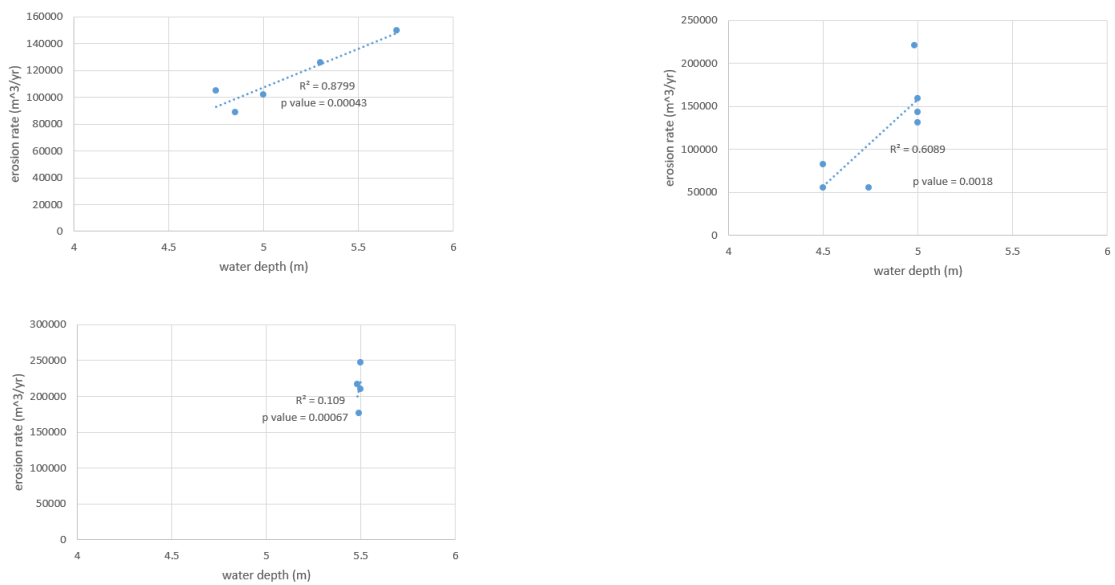 160000
140000
120000
100000
80000
60000
40000
20000
0
erosion rate (m^3/yr)
R² = 0.8799
p value = 0.00043
4 4.5 5 5.5 6
water depth (m)
250000
200000
150000
100000
50000
0
erosion rate (m^3/yr)
R² = 0.6089
p value = 0.0018
4 4.5 5 5.5 6
water depth (m)
300000
250000
200000
150000
100000
50000
0
erosion rate (m^3/yr)
R² = 0.109
p value = 0.00067
4 4.5 5 5.5 6
water depth (m)